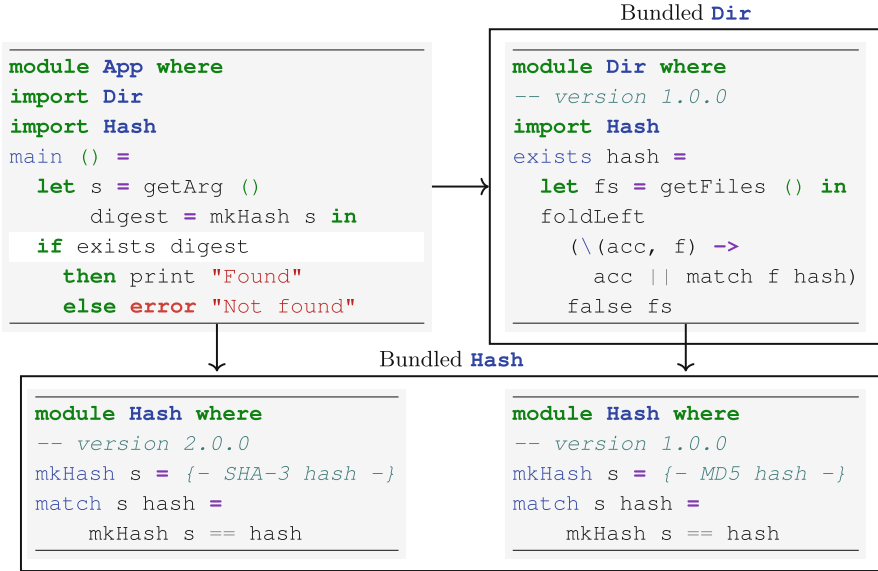 Bundled Dir
module App where
import Dir
import Hash
main () =
  let s = getArg ()
      digest = mkHash s in
  if exists digest
    then print "Found"
    else error "Not found"
module Dir where
-- version 1.0.0
import Hash
exists hash =
  let fs = getFiles () in
  foldLeft
    (\(acc, f) ->
      acc || match f hash)
    false fs
Bundled Hash
module Hash where
-- version 2.0.0
mkHash s = {- SHA-3 hash -}
match s hash =
    mkHash s == hash
module Hash where
-- version 1.0.0
mkHash s = {- MD5 hash -}
match s hash =
    mkHash s == hash